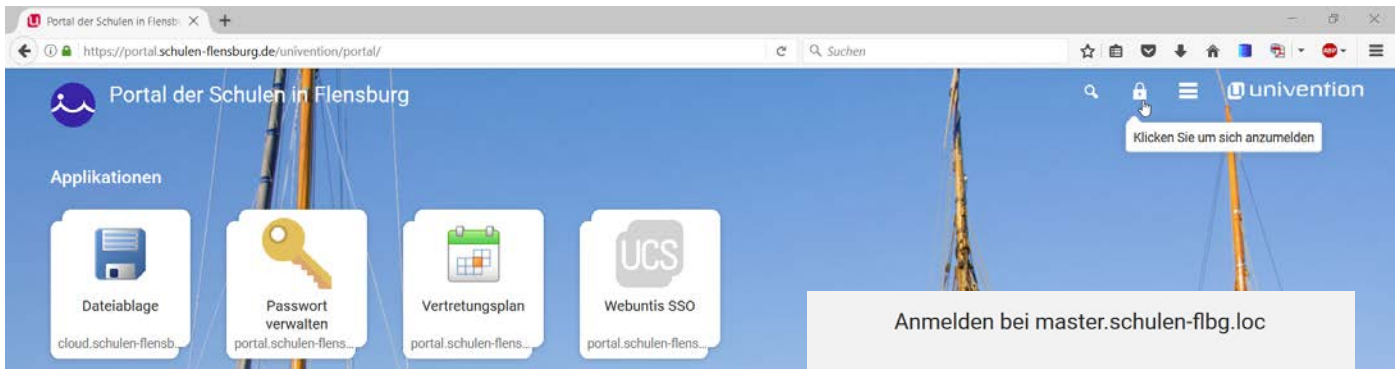 Portal der Schulen in Flensb
https://portal.schulen-flensburg.de/univention/portal/
Suchen
ABP
Portal der Schulen in Flensburg
univention
Klicken Sie um sich anzumelden
Applikationen
UCS
Dateiablage
Passwort
verwalten
Vertretungsplan
Webuntis SSO
cloud.schulen-flensb...
portal.schulen-flens...
portal.schulen-flens...
portal.schulen-flens...
Anmelden bei master.schulen-flbg.loc